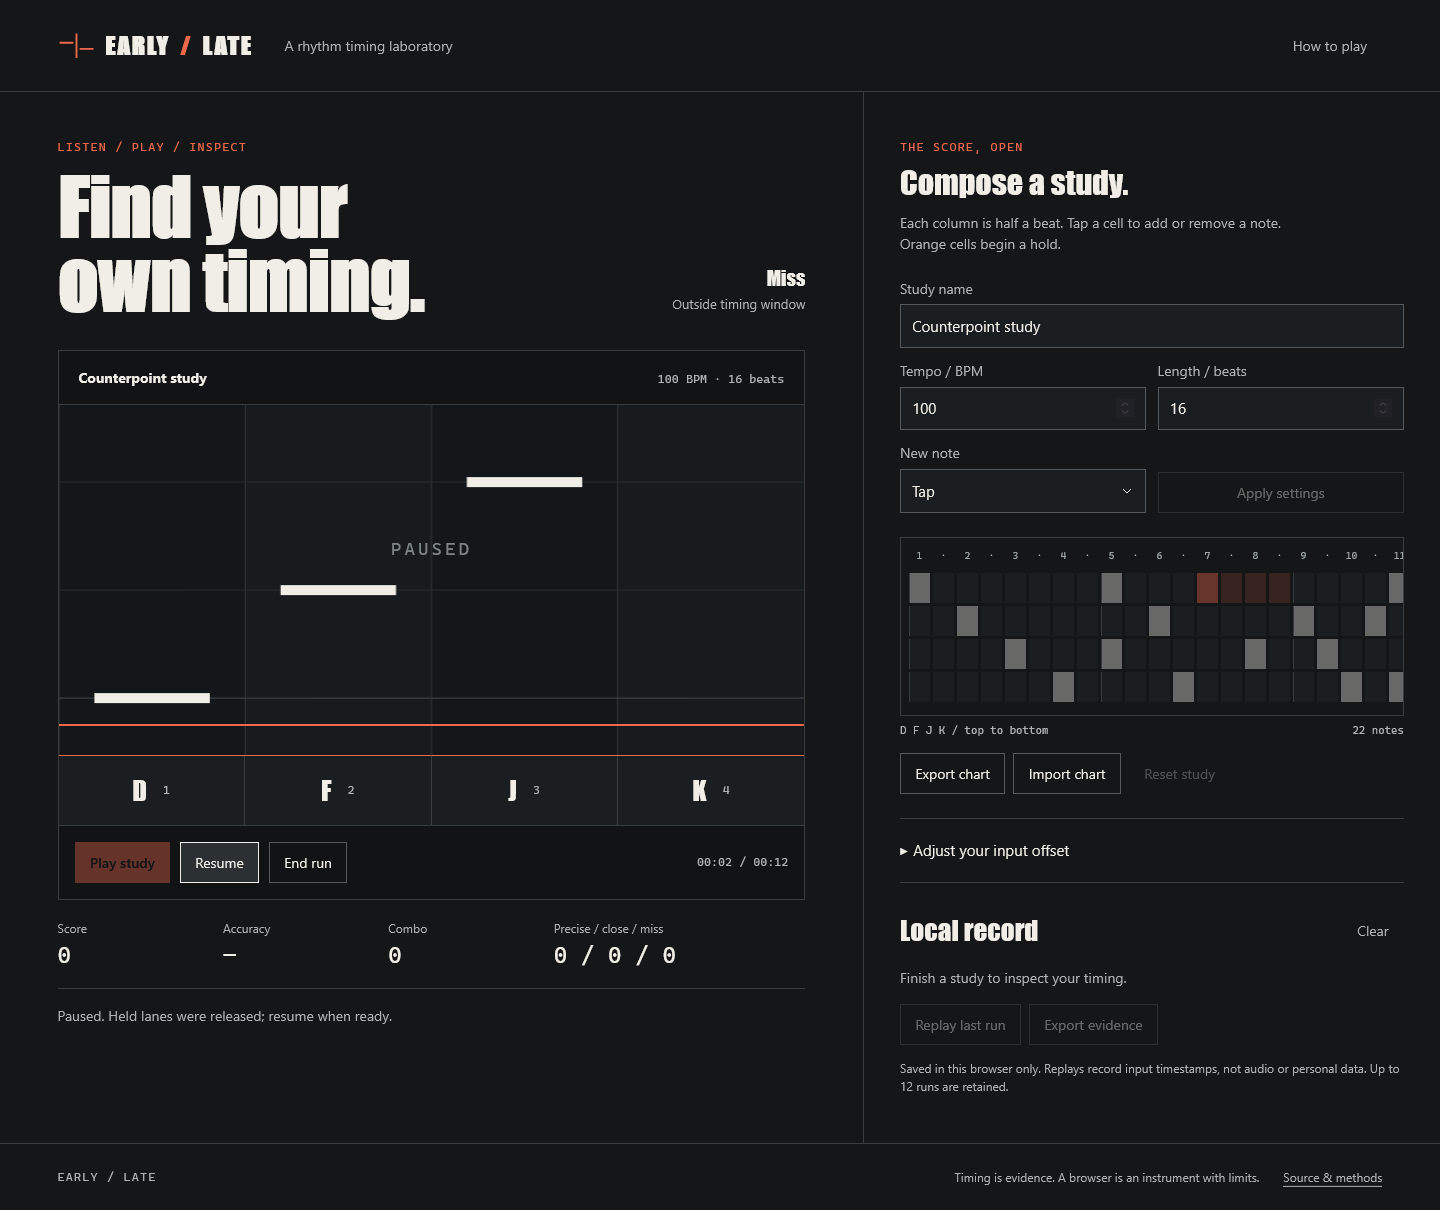 EARLY / LATE
A rhythm timing laboratory
How to play
LISTEN / PLAY / INSPECT
Find your
own timing.
Miss
Outside timing window
Counterpoint study
100 BPM · 16 beats
PAUSED
D 1
F 2
J 3
K 4
Play study
Resume
End run
00:02 / 00:12
Score
0
Accuracy
—
Combo
0
Precise / close / miss
0 / 0 / 0
Paused. Held lanes were released; resume when ready.
THE SCORE, OPEN
Compose a study.
Each column is half a beat. Tap a cell to add or remove a note.
Orange cells begin a hold.
Study name
Counterpoint study
Tempo / BPM
100
Length / beats
16
New note
Tap
Apply settings
1 · 2 · 3 · 4 · 5 · 6 · 7 · 8 · 9 · 10 · 11
D F J K / top to bottom
22 notes
Export chart
Import chart
Reset study
▸ Adjust your input offset
Local record
Clear
Finish a study to inspect your timing.
Replay last run
Export evidence
Saved in this browser only. Replays record input timestamps, not audio or personal data. Up to
12 runs are retained.
EARLY / LATE
Timing is evidence. A browser is an instrument with limits.
Source & methods